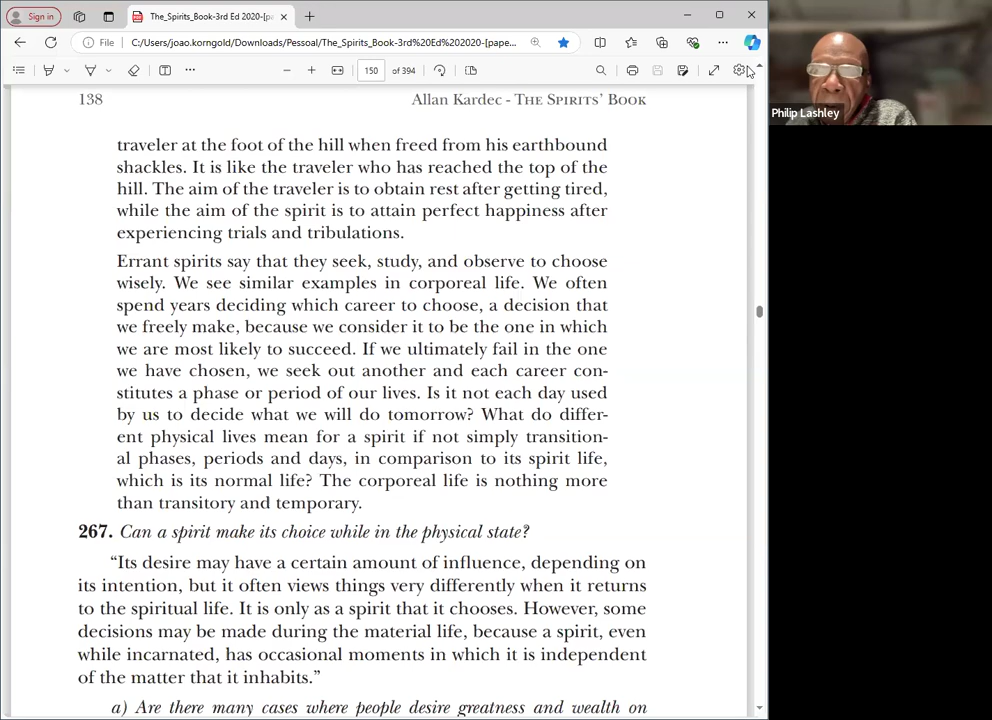 Sign in
The_Spirits_Book-3rd Ed 2020-[pa
File
C:/Users/joao.korngold/Downloads/Pessoal/The_Spirits_Book-3rd%20Ed%202020-[pape...
150 of 394
138 Allan Kardec - THE SPIRITS' BOOK
traveler at the foot of the hill when freed from his earthbound
shackles. It is like the traveler who has reached the top of the
hill. The aim of the traveler is to obtain rest after getting tired,
while the aim of the spirit is to attain perfect happiness after
experiencing trials and tribulations.
Errant spirits say that they seek, study, and observe to choose
wisely. We see similar examples in corporeal life. We often
spend years deciding which career to choose, a decision that
we freely make, because we consider it to be the one in which
we are most likely to succeed. If we ultimately fail in the one
we have chosen, we seek out another and each career con-
stitutes a phase or period of our lives. Is it not each day used
by us to decide what we will do tomorrow? What do differ-
ent physical lives mean for a spirit if not simply transition-
al phases, periods and days, in comparison to its spirit life,
which is its normal life? The corporeal life is nothing more
than transitory and temporary.
267. Can a spirit make its choice while in the physical state?
“Its desire may have a certain amount of influence, depending on
its intention, but it often views things very differently when it returns
to the spiritual life. It is only as a spirit that it chooses. However, some
decisions may be made during the material life, because a spirit, even
while incarnated, has occasional moments in which it is independent
of the matter that it inhabits.”
a) Are there many cases where people desire greatness and wealth on
Philip Lashley